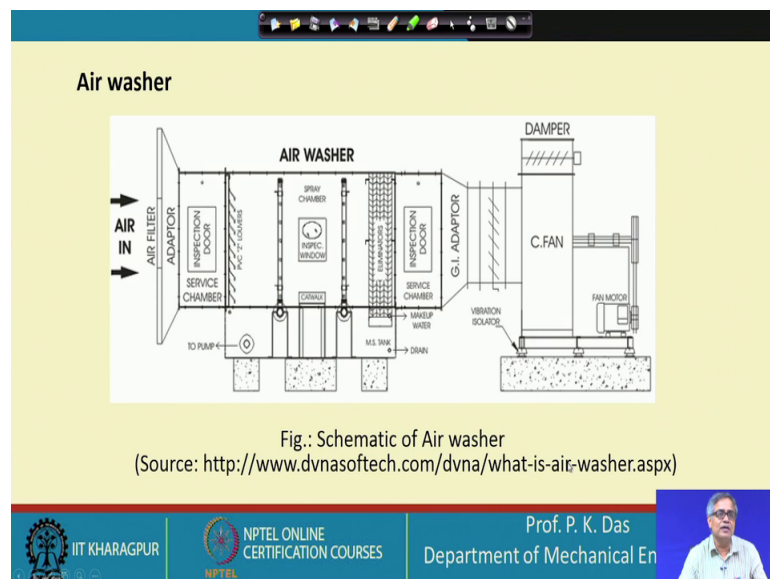 Air washer
AIR WASHER
DAMPER
AIR
IN
AIR FILTER
ADAPTOR
INSPECTION
DOOR
SERVICE
CHAMBER
PVC "Z" LOUVERS
SPRAY
CHAMBER
INSPEC.
WINDOW
CATWALK
ELIMINATORS
INSPECTION
DOOR
SERVICE
CHAMBER
G.I. ADAPTOR
C.FAN
FAN MOTOR
VIBRATION
ISOLATOR
MAKEUP
WATER
TO PUMP
M.S. TANK
DRAIN
Fig.: Schematic of Air washer
(Source: http://www.dvnasoftech.com/dvna/what-is-air-washer.aspx)
IIT KHARAGPUR
NPTEL
NPTEL ONLINE
CERTIFICATION COURSES
Prof. P. K. Das
Department of Mechanical En